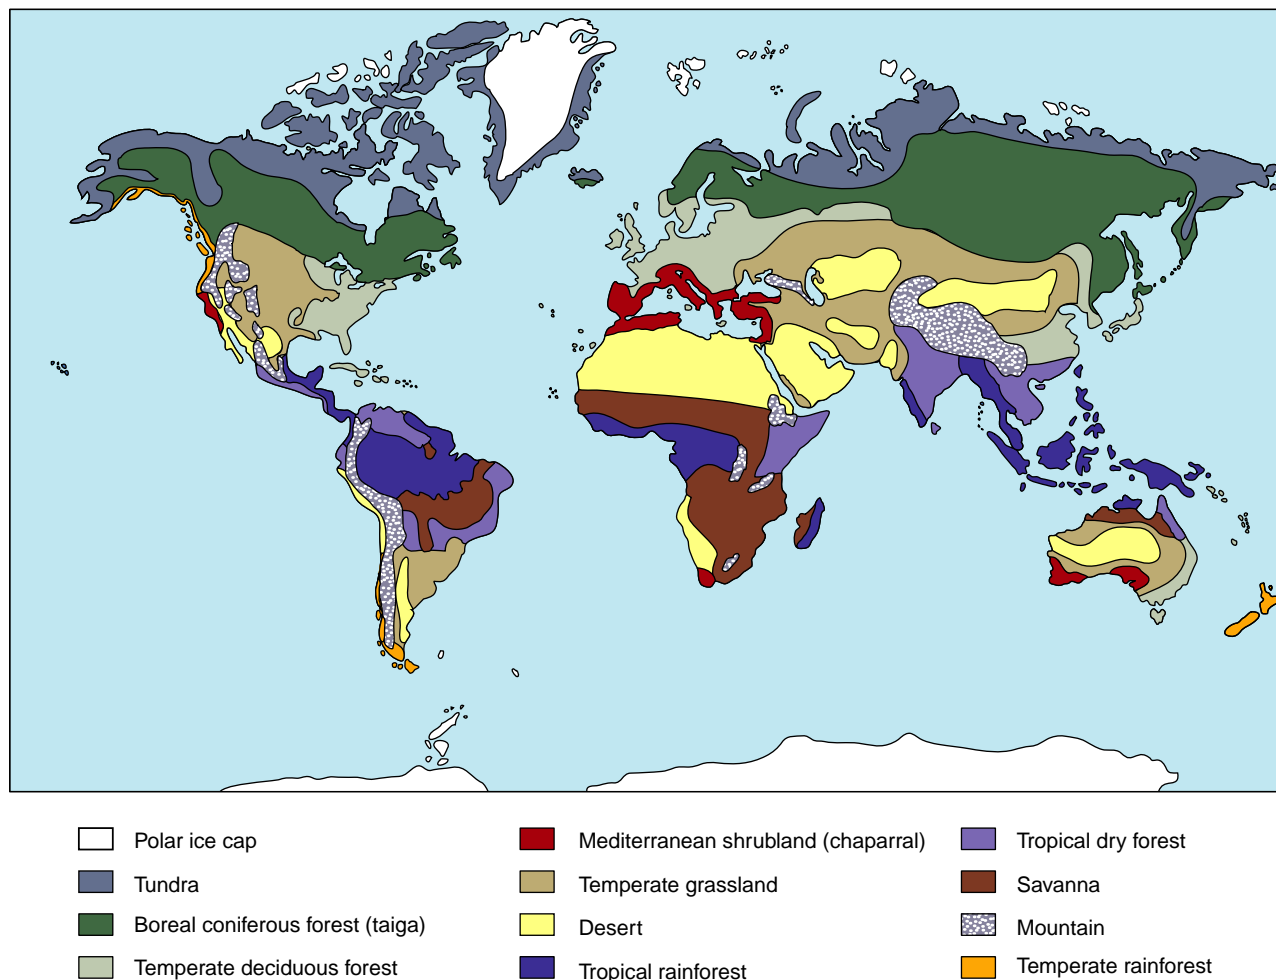 Polar ice cap
Tundra
Boreal coniferous forest (taiga)
Temperate deciduous forest
Mediterranean shrubland (chaparral)
Temperate grassland
Desert
Tropical rainforest
Tropical dry forest
Savanna
Mountain
Temperate rainforest